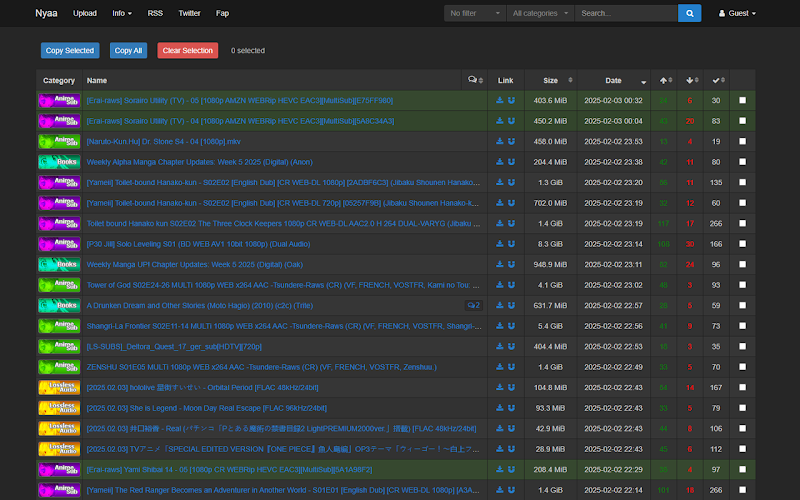 Nyaa Upload Info RSS Twitter Fap No filter All categories Search... Guest
Copy Selected Copy All Clear Selection 0 selected
Category Name Link Size Date
Anime Sub [Erai-raws] Sorairo Utility (TV) - 05 [1080p AMZN WEBRip HEVC EAC3][MultiSub][E75FF980] 403.6 MiB 2025-02-03 00:32 6 30
Anime Sub [Erai-raws] Sorairo Utility (TV) - 04 [1080p AMZN WEBRip HEVC EAC3][MultiSub][5A8C34A3] 450.2 MiB 2025-02-03 00:04 20 83
Anime Sub [Naruto-Kun.Hu] Dr. Stone S4 - 04 [1080p].mkv 458.0 MiB 2025-02-02 23:53 13 4 19
Books Weekly Alpha Manga Chapter Updates: Week 5 2025 (Digital) (Anon) 204.4 MiB 2025-02-02 23:38 42 11 80
Anime Sub [Yameii] Toilet-bound Hanako-kun - S02E02 [English Dub] [CR WEB-DL 1080p] [2ADBF6C3] (Jibaku Shounen Hanako... 1.3 GiB 2025-02-02 23:20 11 135
Anime Sub [Yameii] Toilet-bound Hanako-kun - S02E02 [English Dub] [CR WEB-DL 720p] [05257F9B] (Jibaku Shounen Hanako-... 702.0 MiB 2025-02-02 23:19 32 12 60
Anime Sub Toilet bound Hanako kun S02E02 The Three Clock Keepers 1080p CR WEB-DL AAC2.0 H 264 DUAL-VARYG (Jibaku ... 1.4 GiB 2025-02-02 23:19 117 17 266
Anime Sub [P30 Jill] Solo Leveling S01 (BD WEB AV1 10bit 1080p) (Dual Audio) 8.3 GiB 2025-02-02 23:14 100 30 166
Books Weekly Manga UP! Chapter Updates: Week 5 2025 (Digital) (Oak) 948.9 MiB 2025-02-02 23:11 24 96
Anime Sub Tower of God S02E24-26 MULTi 1080p WEB x264 AAC -Tsundere-Raws (CR) (VF, FRENCH, VOSTFR, Kami no Tou: ... 4.1 GiB 2025-02-02 23:02 3 93
Books A Drunken Dream and Other Stories (Moto Hagio) (2010) (c2c) (Trite) 2 631.7 MiB 2025-02-02 22:57 5 59
Anime Sub Shangri-La Frontier S02E11-14 MULTi 1080p WEB x264 AAC -Tsundere-Raws (CR) (VF, FRENCH, VOSTFR, Shangri-... 5.4 GiB 2025-02-02 22:56 41 9 73
Anime Sub [LS-SUBS]_Deltora_Quest_17_ger_sub[HDTV][720p] 404.4 MiB 2025-02-02 22:53 3 35
Anime Sub ZENSHU S01E05 MULTi 1080p WEB x264 AAC -Tsundere-Raws (CR) (VF, FRENCH, VOSTFR, Zenshuu.) 1.4 GiB 2025-02-02 22:49 33 5 70
Lossless Audio [2025.02.03] hololive 星街すいせい - Orbital Period [FLAC 48kHz/24bit] 104.8 MiB 2025-02-02 22:43 54 14 167
Lossless Audio [2025.02.03] She is Legend - Moon Day Real Escape [FLAC 96kHz/24bit] 93.3 MiB 2025-02-02 22:43 33 5 79
Lossless Audio [2025.02.03] 井口裕香 - Real (パチンコ「Pとある魔術の禁書目録2 LightPREMIUM2000ver.」搭載) [FLAC 48kHz/24bit] 42.9 MiB 2025-02-02 22:43 44 8 106
Lossless Audio [2025.02.03] TVアニメ「SPECIAL EDITED VERSION『ONE PIECE』魚人島編」OP3テーマ「ウィーゴー！～向上フ... 28.9 MiB 2025-02-02 22:43 45 6 112
Anime Sub [Erai-raws] Yami Shibai 14 - 05 [1080p CR WEBRip HEVC EAC3][MultiSub][5A1A98F2] 208.4 MiB 2025-02-02 22:29 4 97
Anime Sub [Yameii] The Red Ranger Becomes an Adventurer in Another World - S01E01 [English Dub] [CR WEB-DL 1080p] [A3A... 1.4 GiB 2025-02-02 22:14 101 16 266